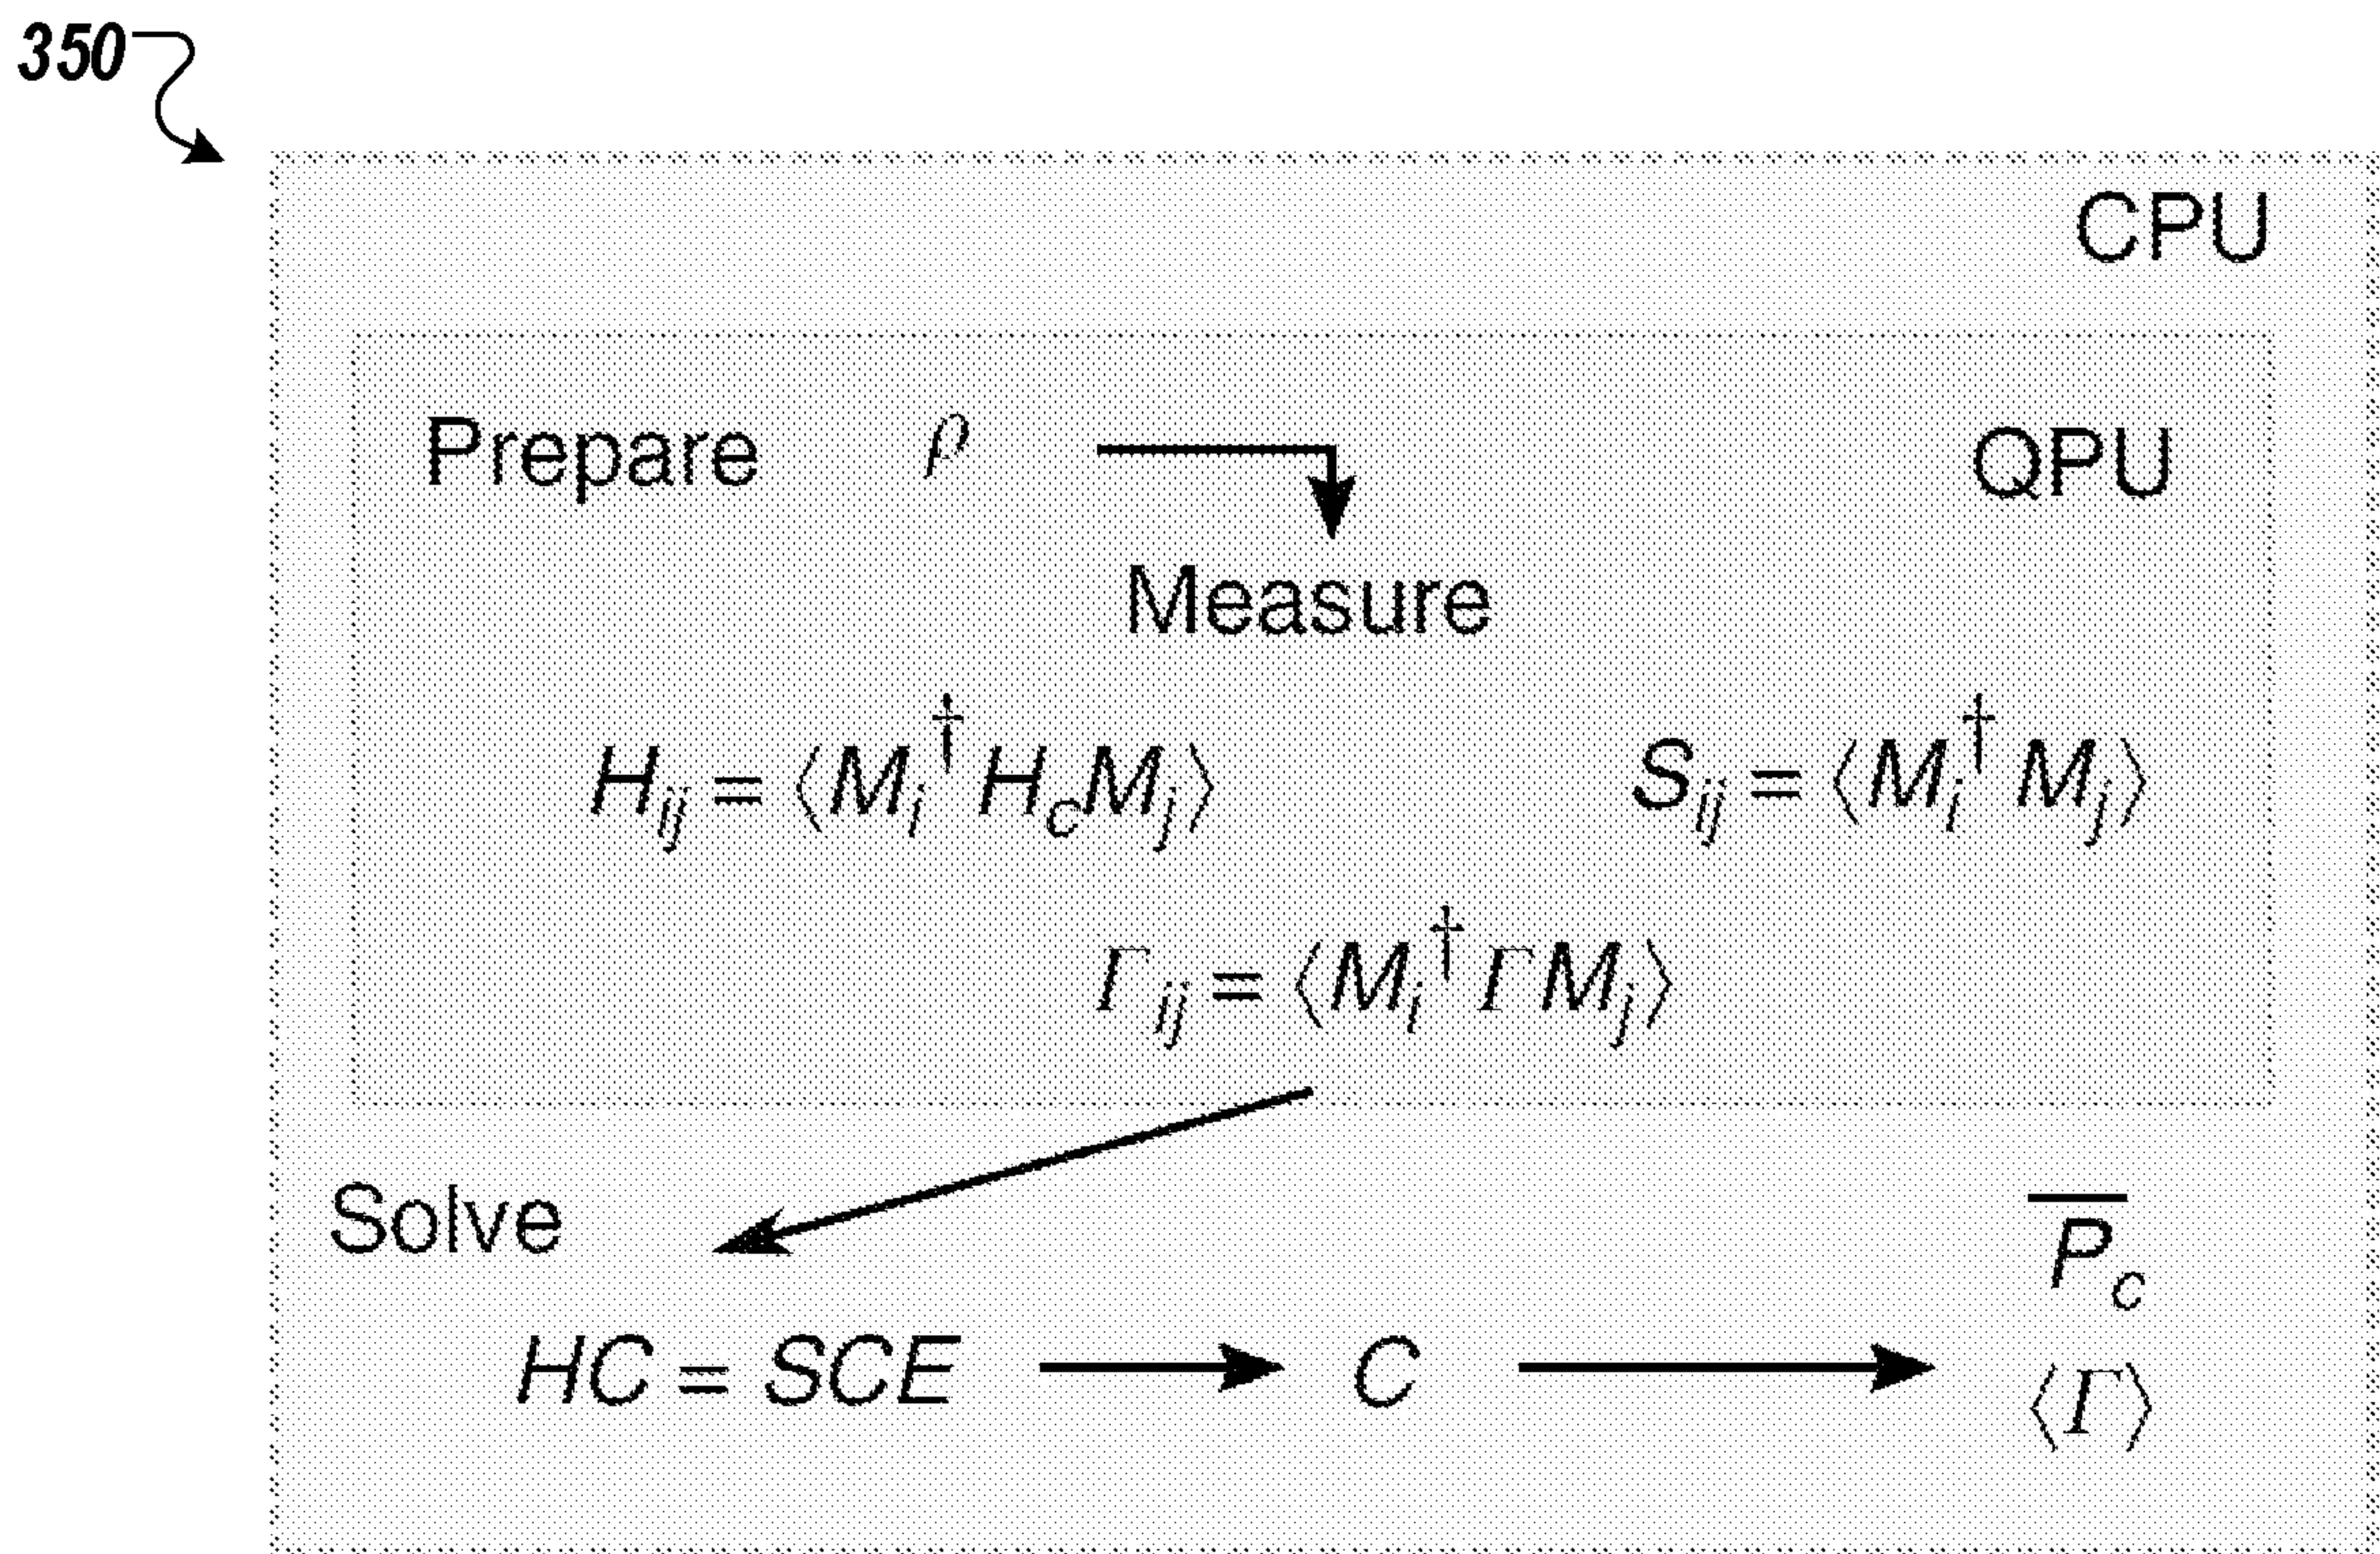 350
CPU
Prepare ρ QPU
Measure
H_ij = ⟨M_i† H_c M_j⟩ S_ij = ⟨M_i† M_j⟩
Γ_ij = ⟨M_i† Γ M_j⟩
Solve
P̅_c
HC = SCE C
⟨Γ⟩